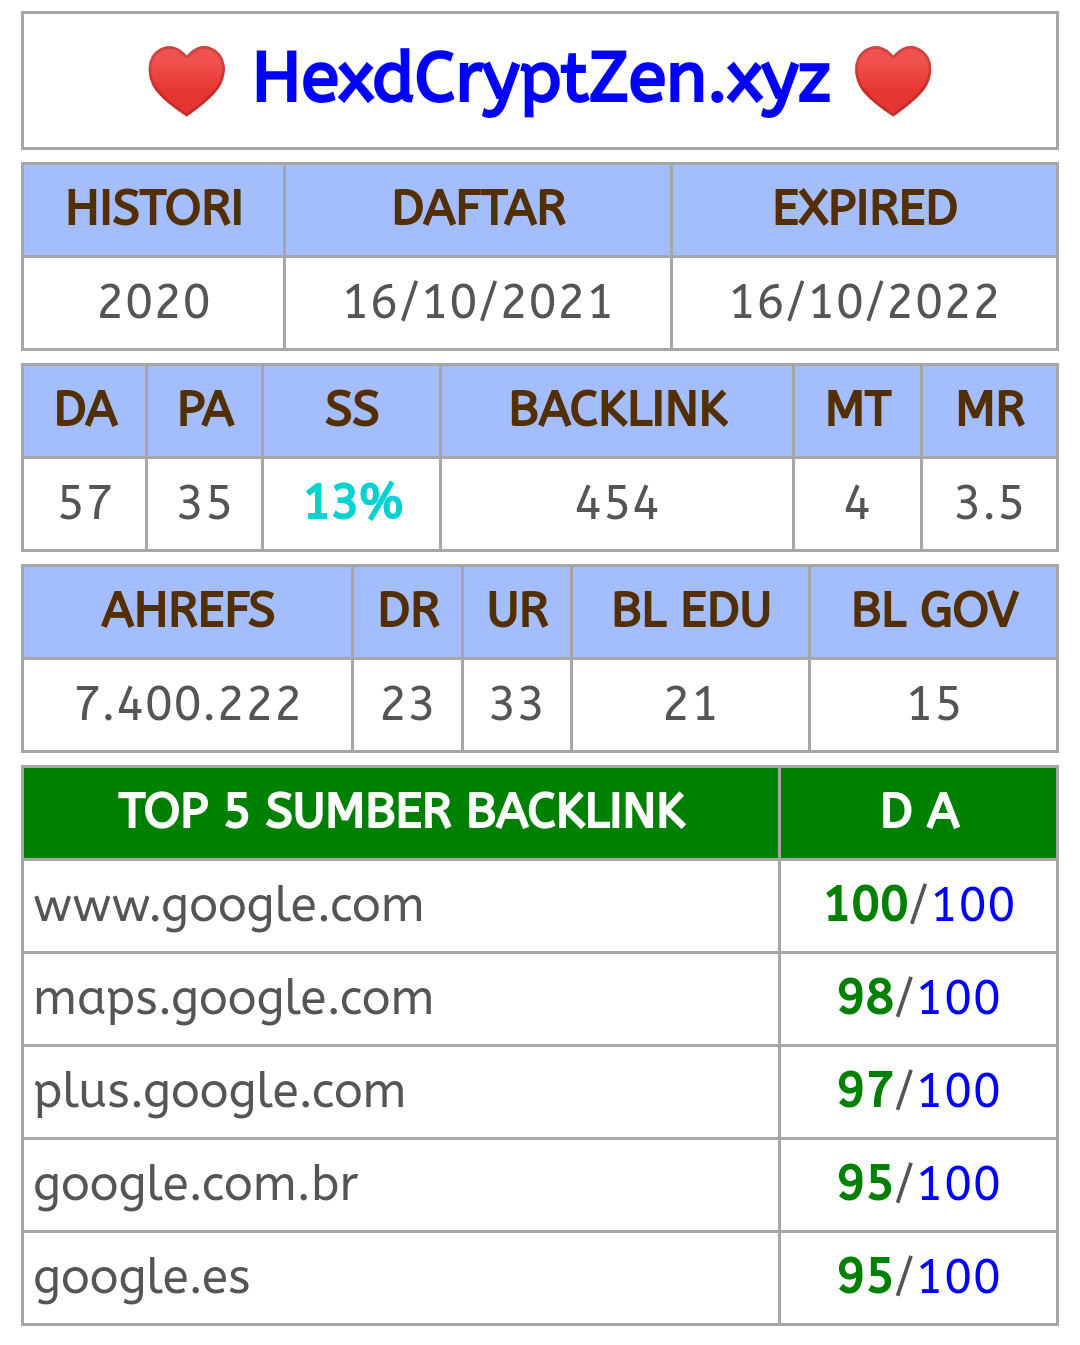 ❤️ HexdCryptZen.xyz ❤️
HISTORI DAFTAR EXPIRED
2020 16/10/2021 16/10/2022
DA PA SS BACKLINK MT MR
57 35 13% 454 4 3.5
AHREFS DR UR BL EDU BL GOV
7.400.222 23 33 21 15
TOP 5 SUMBER BACKLINK D A
www.google.com 100/100
maps.google.com 98/100
plus.google.com 97/100
google.com.br 95/100
google.es 95/100